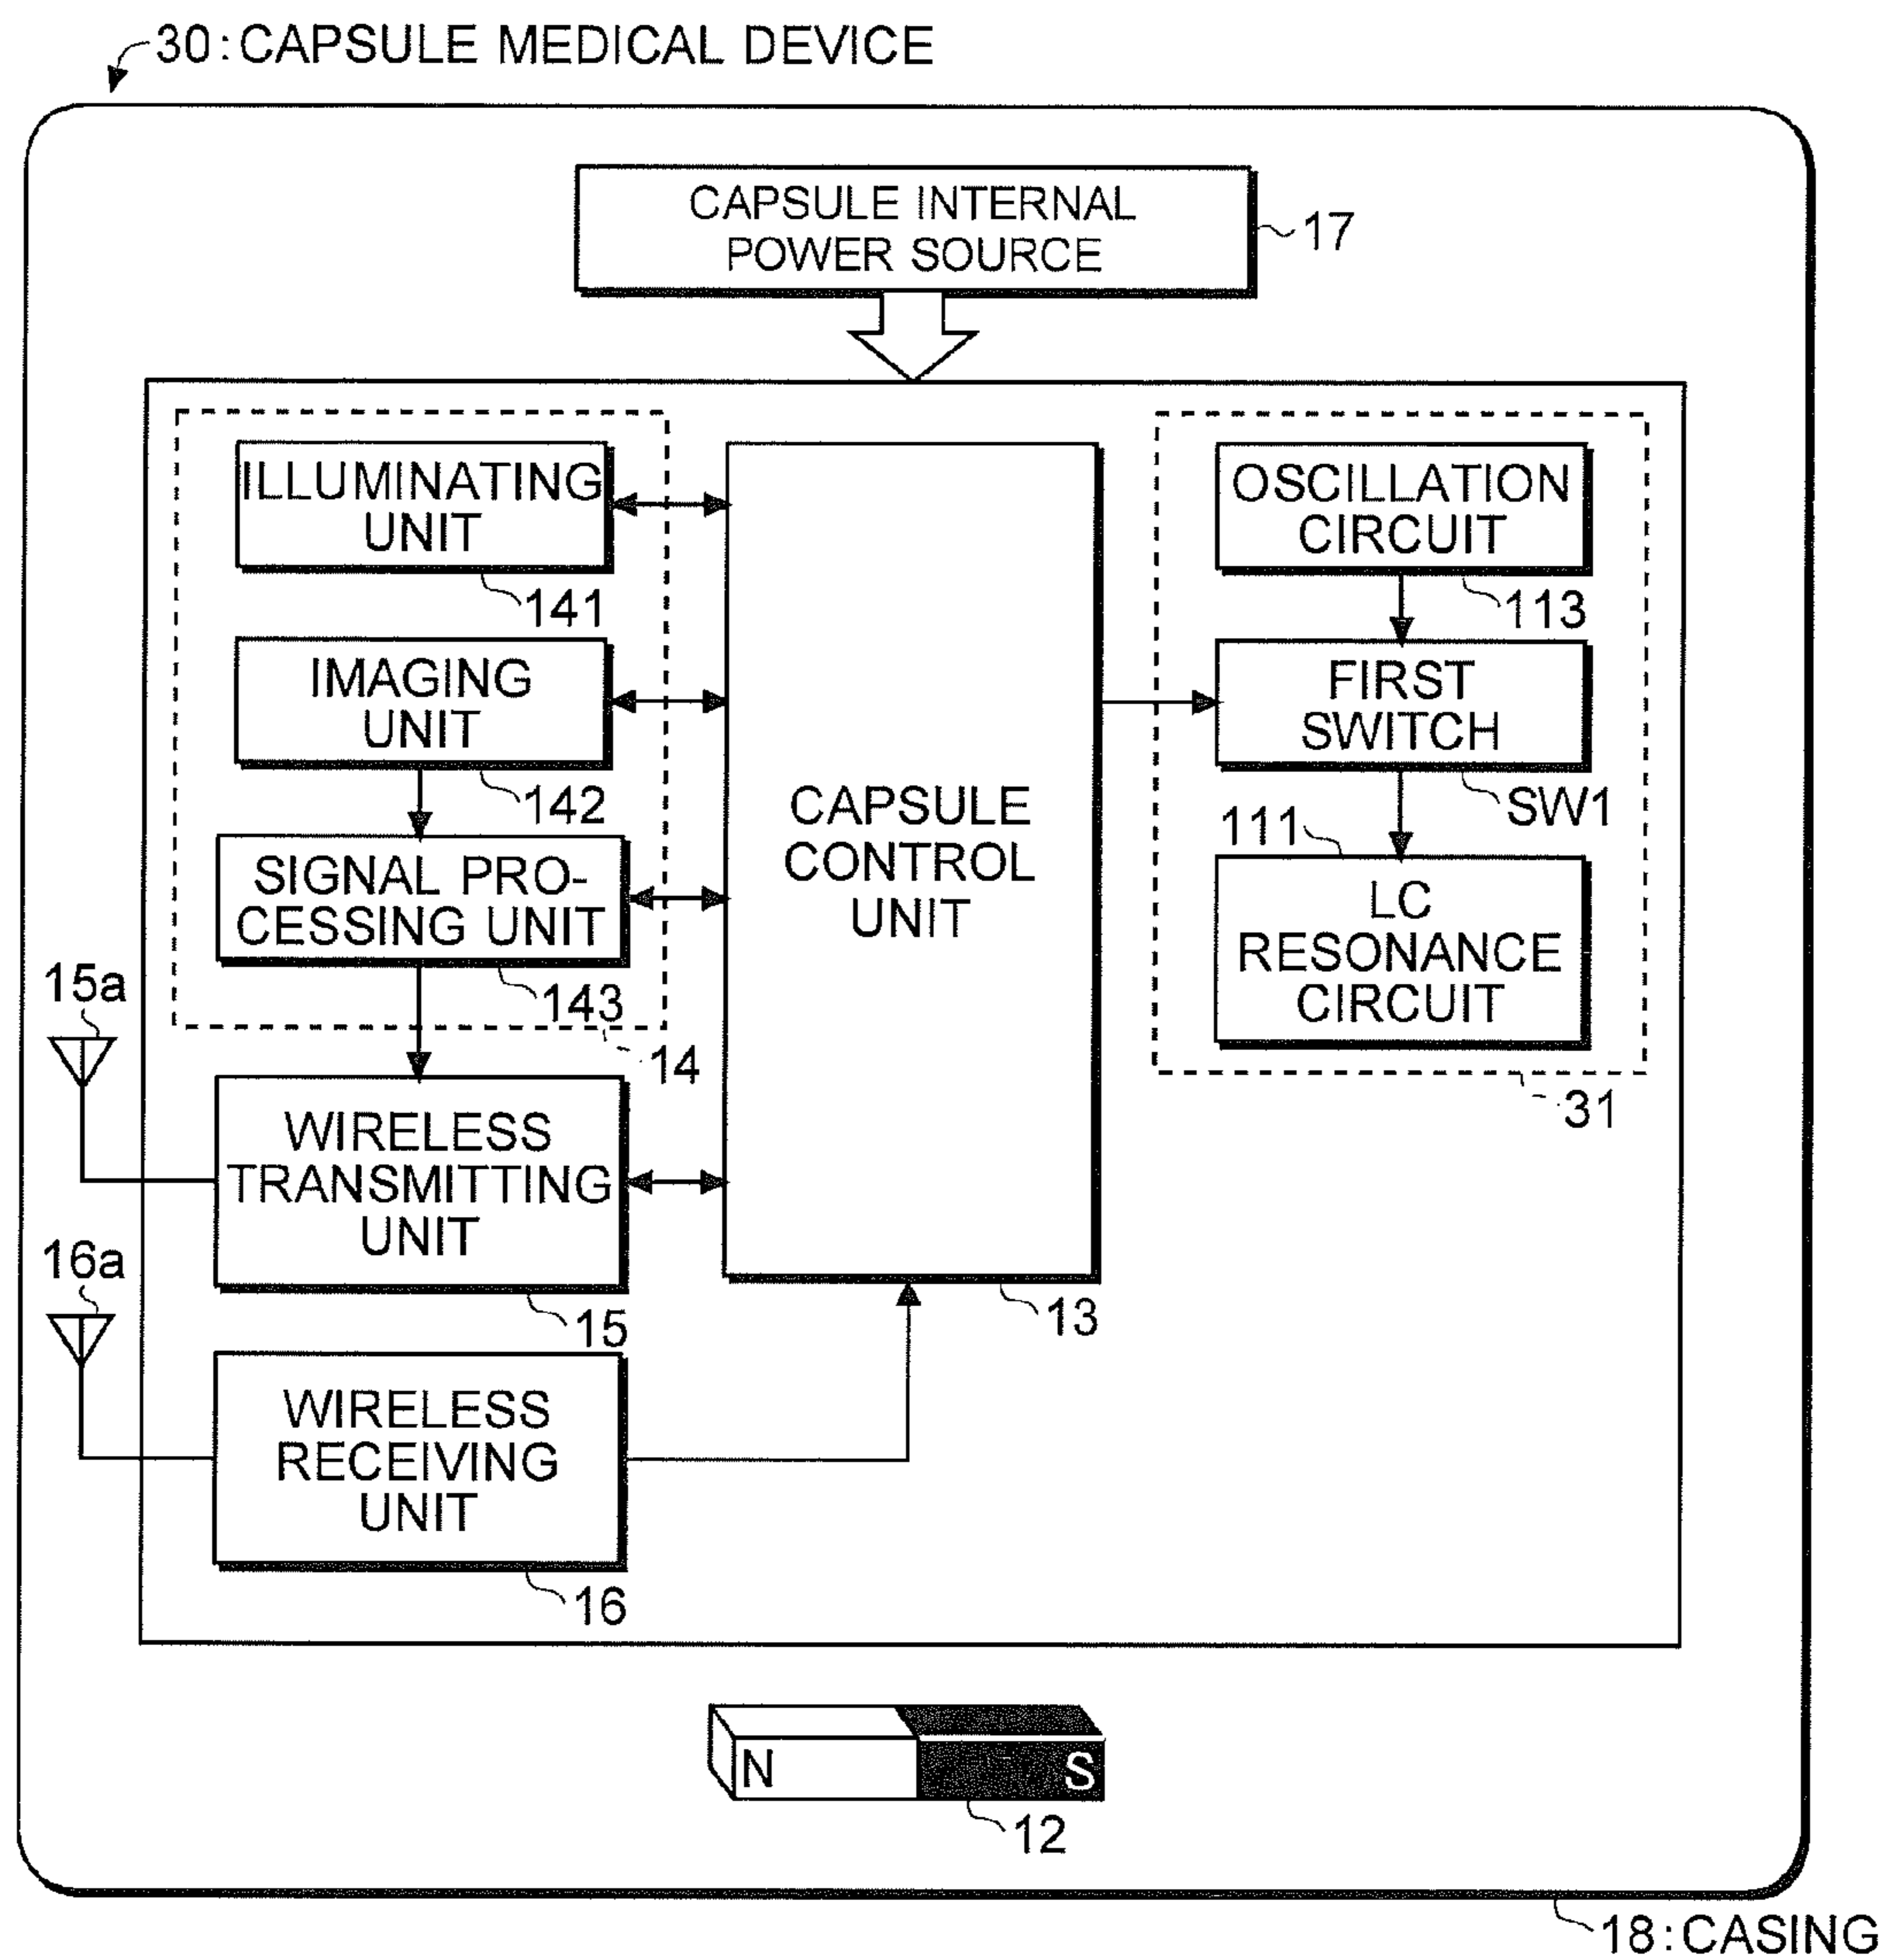 30:CAPSULE MEDICAL DEVICE
CAPSULE INTERNAL
POWER SOURCE
17
ILLUMINATING
UNIT
141
IMAGING
UNIT
142
SIGNAL PRO-
CESSING UNIT
143
14
15a
WIRELESS
TRANSMITTING
UNIT
15
16a
WIRELESS
RECEIVING
UNIT
16
CAPSULE
CONTROL
UNIT
13
OSCILLATION
CIRCUIT
113
FIRST
SWITCH
SW1
111
LC
RESONANCE
CIRCUIT
31
N
S
12
18:CASING